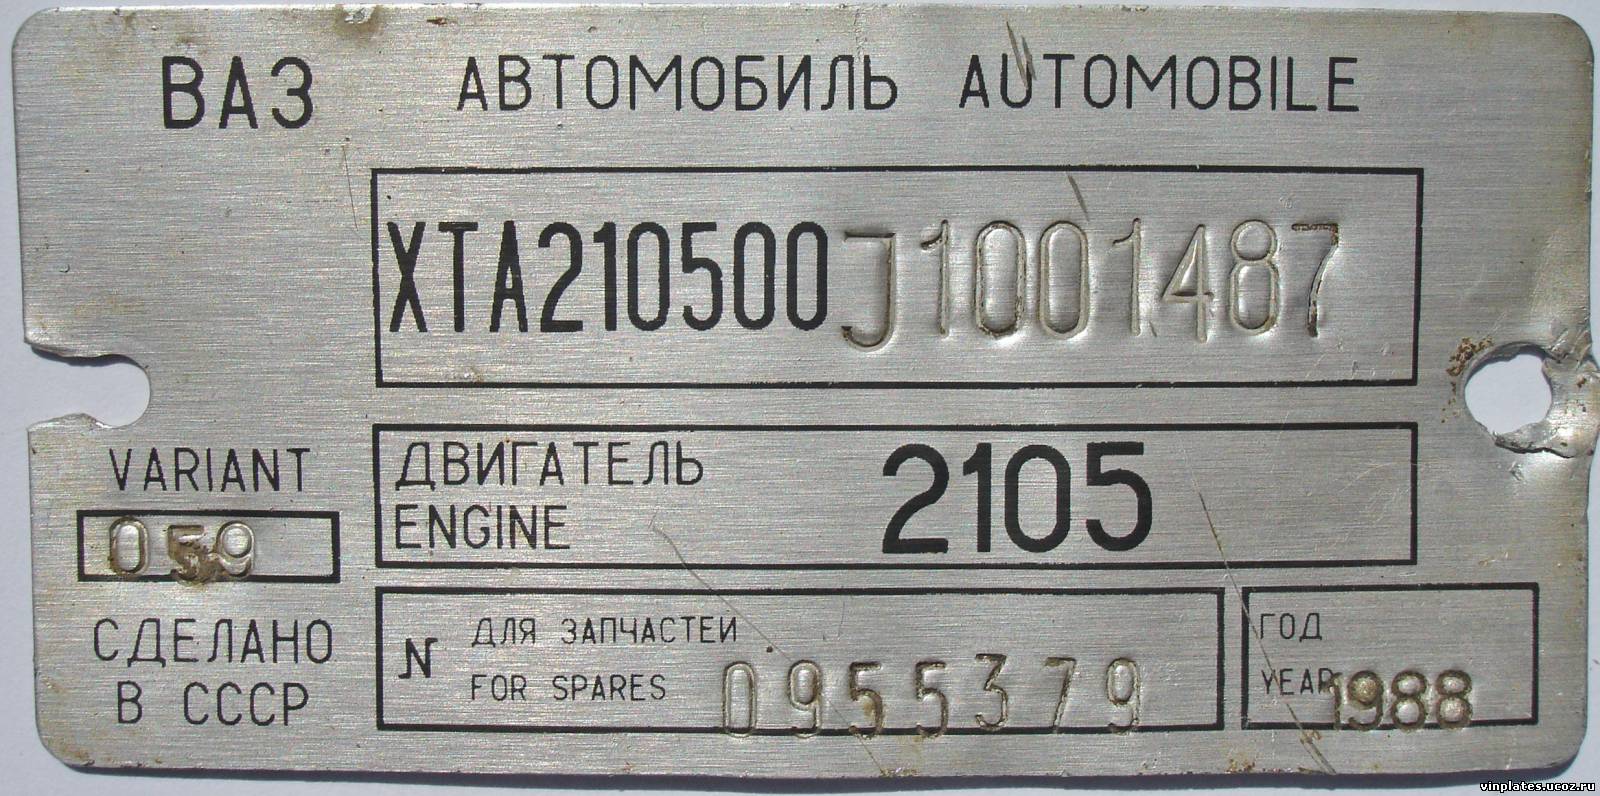 ВАЗ АВТОМОБИЛЬ AUTOMOBILE
XTA210500J1001487
VARIANT
059
ДВИГАТЕЛЬ
ENGINE
2105
СДЕЛАНО
В СССР
N ДЛЯ ЗАПЧАСТЕЙ
FOR SPARES
0955379
ГОД
YEAR 1988
vinplates.ucoz.ru